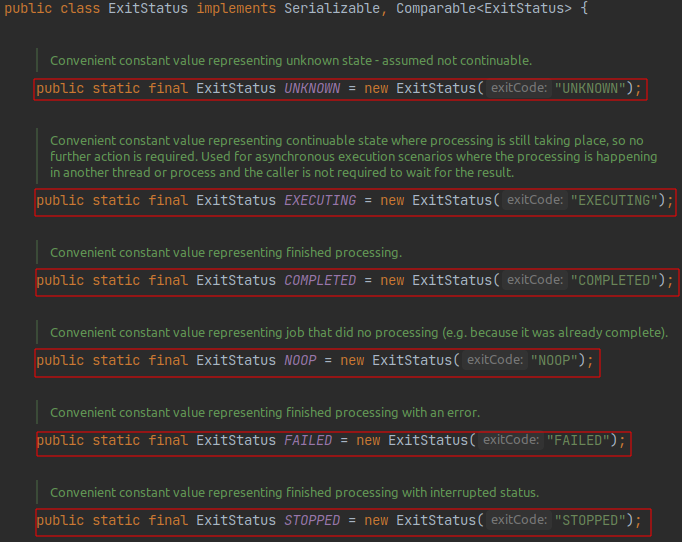 public class ExitStatus implements Serializable, Comparable<ExitStatus> {
Convenient constant value representing unknown state - assumed not continuable.
public static final ExitStatus UNKNOWN = new ExitStatus( exitCode: "UNKNOWN");
Convenient constant value representing continuable state where processing is still taking place, so no
further action is required. Used for asynchronous execution scenarios where the processing is happening
in another thread or process and the caller is not required to wait for the result.
public static final ExitStatus EXECUTING = new ExitStatus( exitCode: "EXECUTING");
Convenient constant value representing finished processing.
public static final ExitStatus COMPLETED = new ExitStatus( exitCode: "COMPLETED");
Convenient constant value representing job that did no processing (e.g. because it was already complete).
public static final ExitStatus NOOP = new ExitStatus( exitCode: "NOOP");
Convenient constant value representing finished processing with an error.
public static final ExitStatus FAILED = new ExitStatus( exitCode: "FAILED");
Convenient constant value representing finished processing with interrupted status.
public static final ExitStatus STOPPED = new ExitStatus( exitCode: "STOPPED");